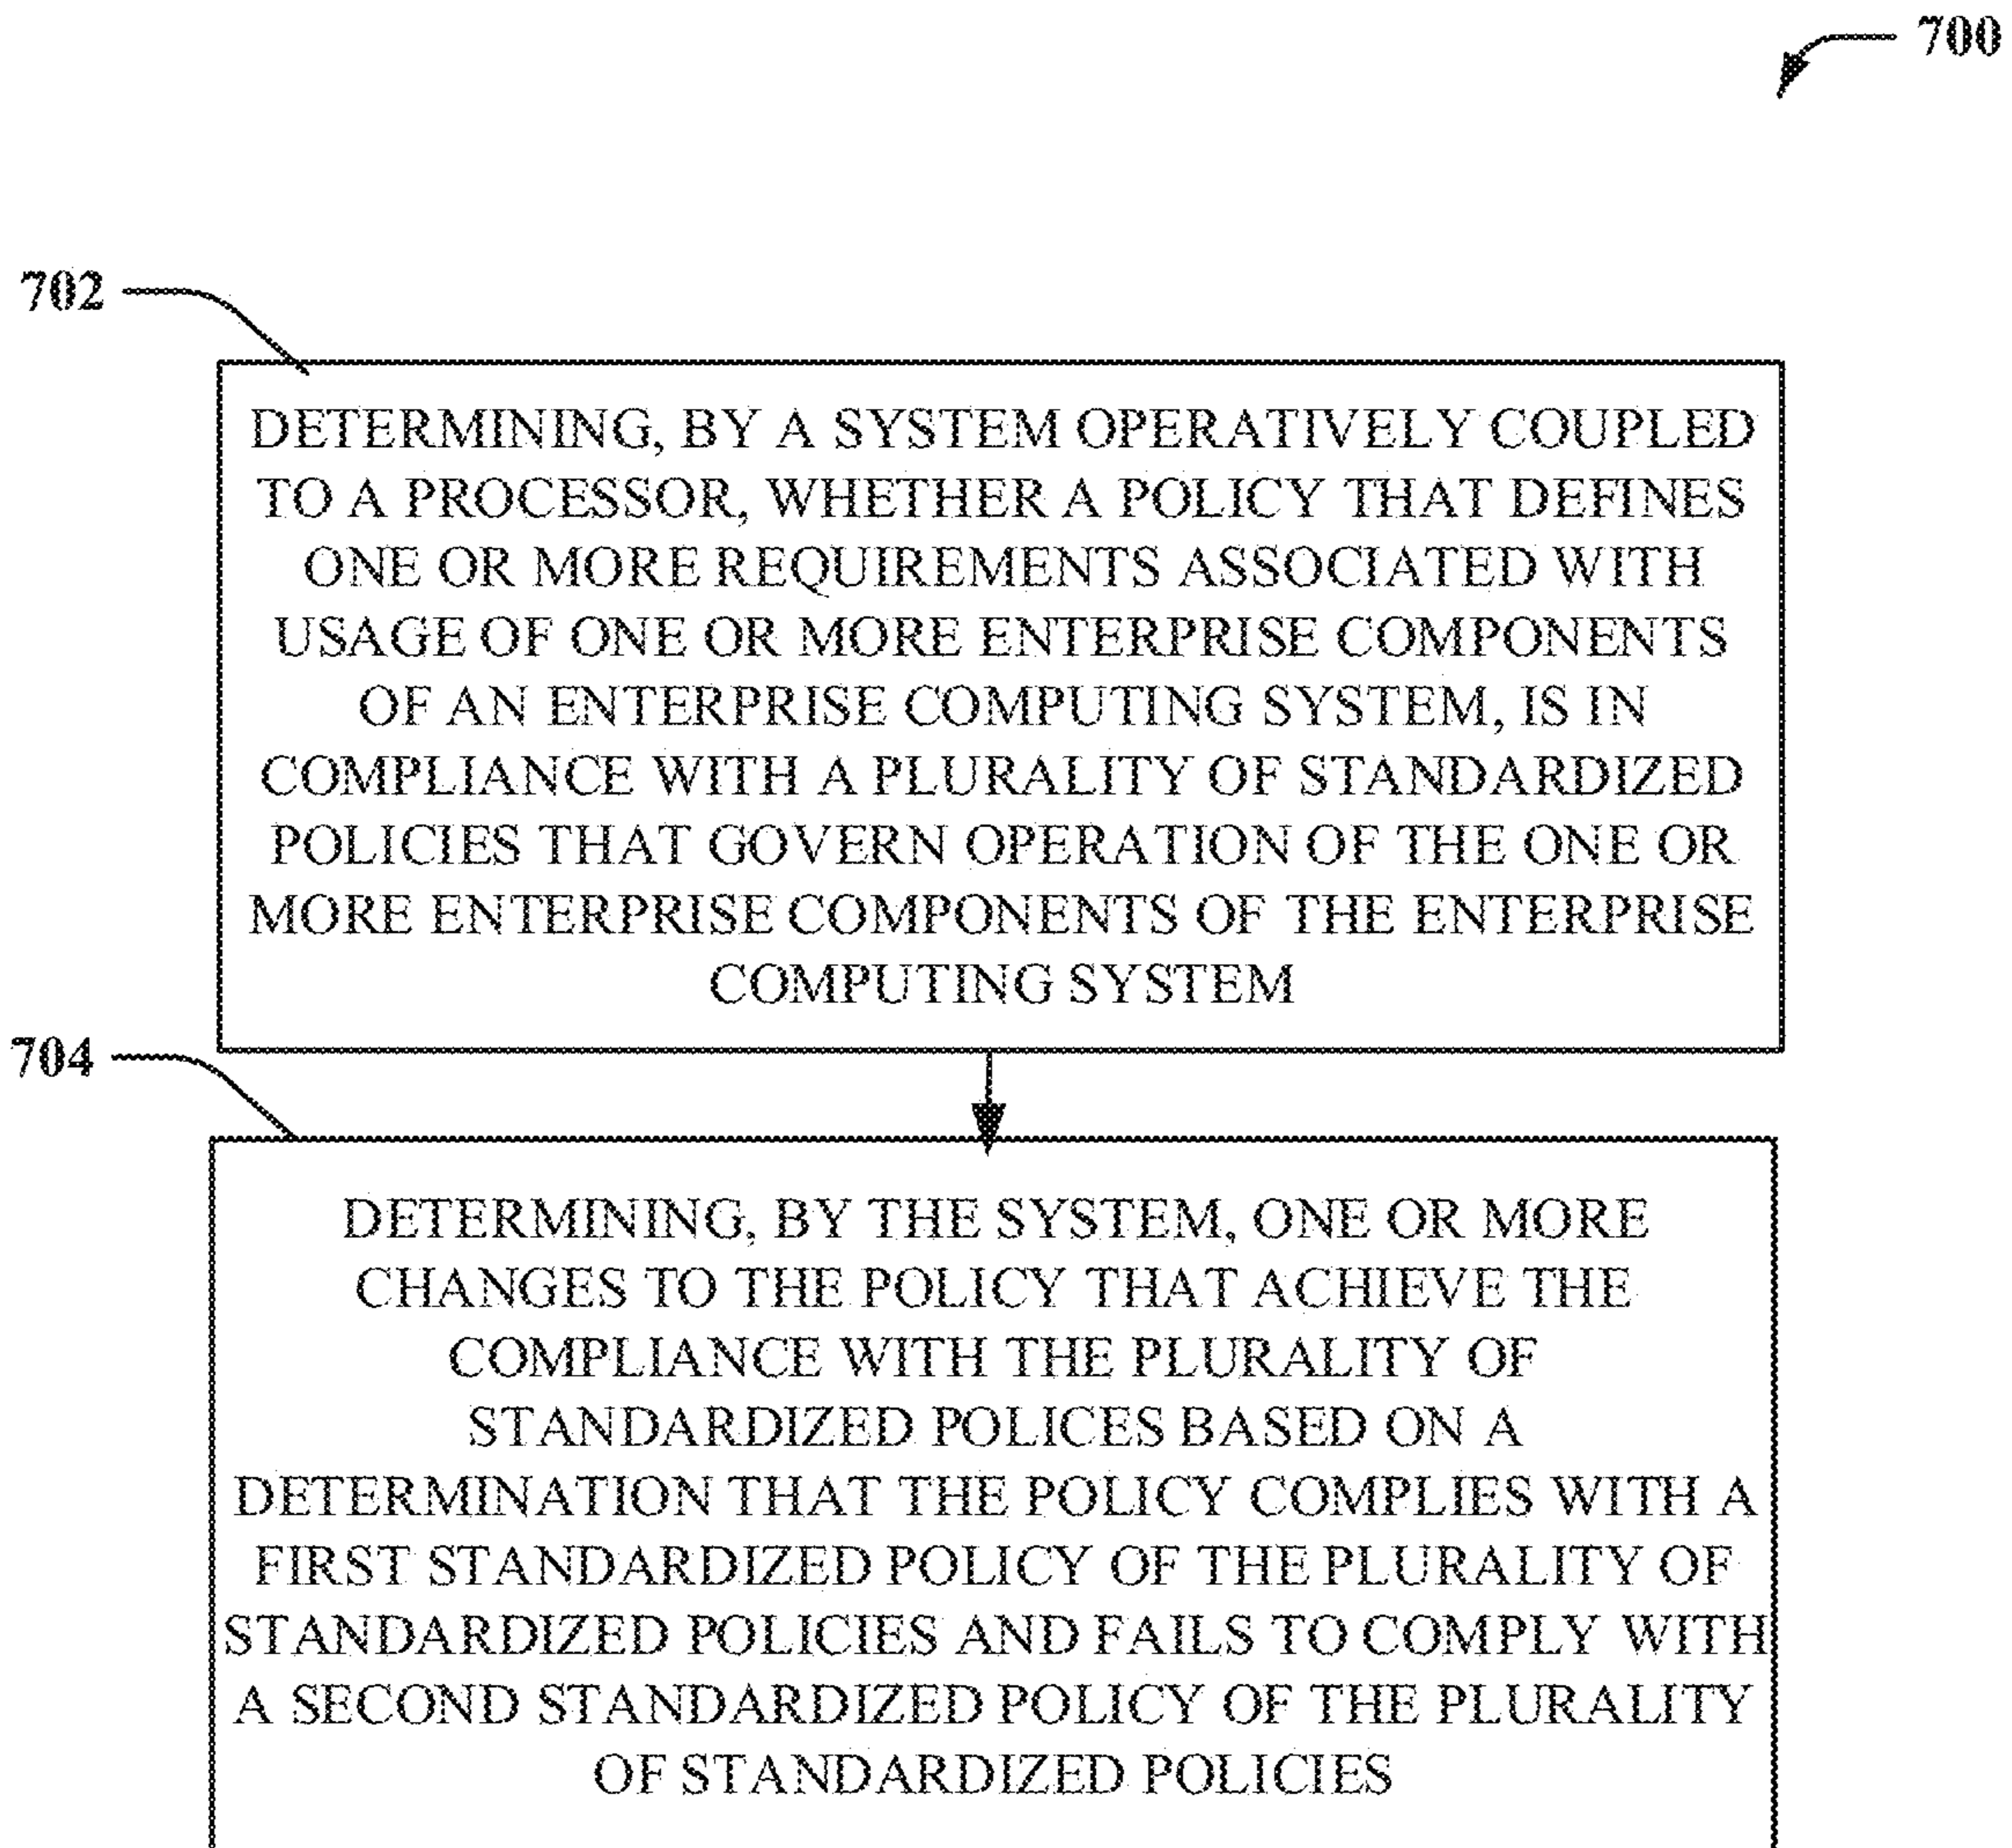 700
702
DETERMINING, BY A SYSTEM OPERATIVELY COUPLED
TO A PROCESSOR, WHETHER A POLICY THAT DEFINES
ONE OR MORE REQUIREMENTS ASSOCIATED WITH
USAGE OF ONE OR MORE ENTERPRISE COMPONENTS
OF AN ENTERPRISE COMPUTING SYSTEM, IS IN
COMPLIANCE WITH A PLURALITY OF STANDARDIZED
POLICIES THAT GOVERN OPERATION OF THE ONE OR
MORE ENTERPRISE COMPONENTS OF THE ENTERPRISE
COMPUTING SYSTEM
704
DETERMINING, BY THE SYSTEM, ONE OR MORE
CHANGES TO THE POLICY THAT ACHIEVE THE
COMPLIANCE WITH THE PLURALITY OF
STANDARDIZED POLICES BASED ON A
DETERMINATION THAT THE POLICY COMPLIES WITH A
FIRST STANDARDIZED POLICY OF THE PLURALITY OF
STANDARDIZED POLICIES AND FAILS TO COMPLY WITH
A SECOND STANDARDIZED POLICY OF THE PLURALITY
OF STANDARDIZED POLICIES